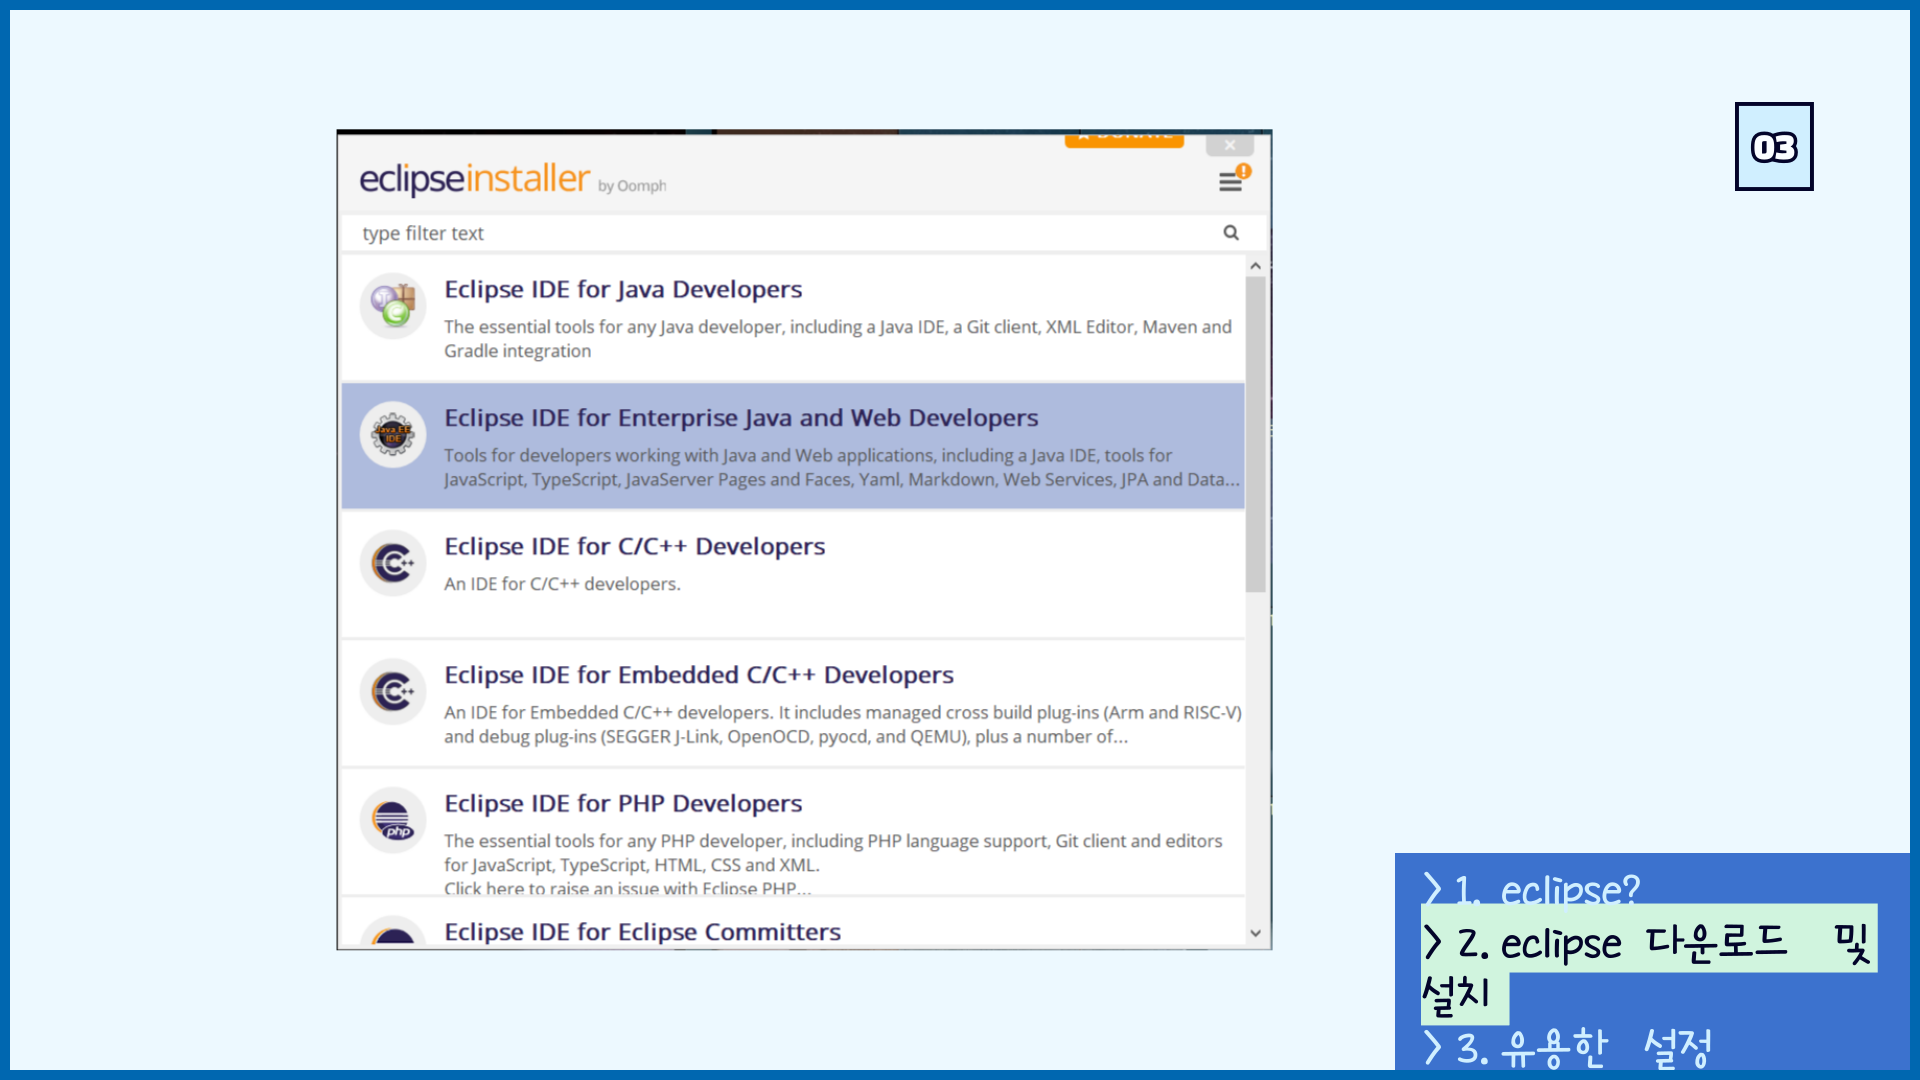 DONATE
eclipseinstaller by Oomph
type filter text
03
Eclipse IDE for Java Developers
The essential tools for any Java developer, including a Java IDE, a Git client, XML Editor, Maven and
Gradle integration
Java EE
IDE
Eclipse IDE for Enterprise Java and Web Developers
Tools for developers working with Java and Web applications, including a Java IDE, tools for
JavaScript, TypeScript, JavaServer Pages and Faces, Yaml, Markdown, Web Services, JPA and Data...
Eclipse IDE for C/C++ Developers
An IDE for C/C++ developers.
Eclipse IDE for Embedded C/C++ Developers
An IDE for Embedded C/C++ developers. It includes managed cross build plug-ins (Arm and RISC-V)
and debug plug-ins (SEGGER J-Link, OpenOCD, pyocd, and QEMU), plus a number of...
php
Eclipse IDE for PHP Developers
The essential tools for any PHP developer, including PHP language support, Git client and editors
for JavaScript, TypeScript, HTML, CSS and XML.
Click here to raise an issue with Eclipse PHP...
Eclipse IDE for Eclipse Committers
> 1. eclipse?
> 2. eclipse 다운로드 및
설치
> 3. 유용한 설정